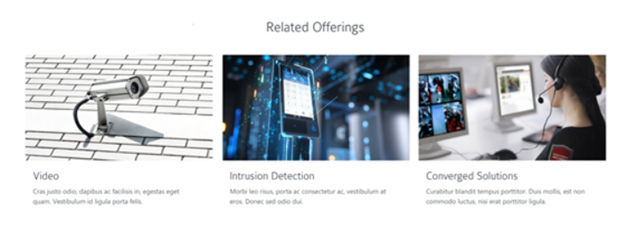 Related Offerings
Video
Cras justo odio, dapibus ac facilisis in, egestas eget
quam. Vestibulum id ligula porta felis.
Intrusion Detection
Morbi leo risus, porta ac consectetur ac, vestibulum at
eros. Donec sed odio dui.
Converged Solutions
Curabitur blandit tempus porttitor. Duis mollis, est non
commodo luctus, nisi erat porttitor ligula.